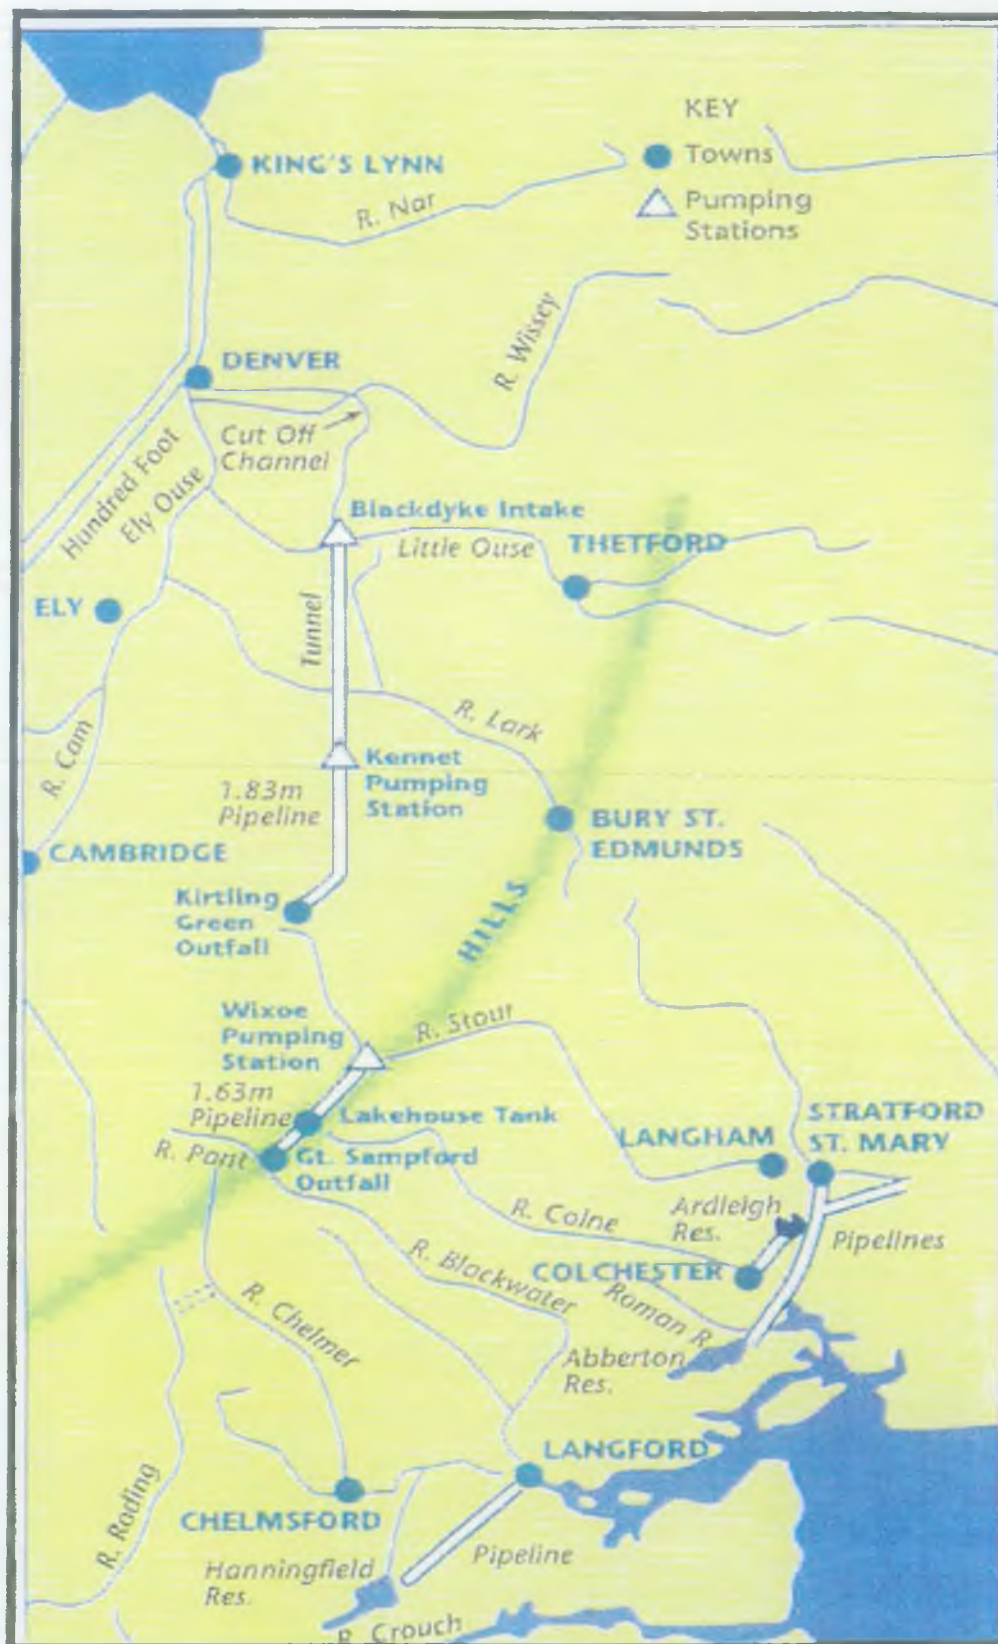 KEY
Towns
Pumping
Stations
KING'S LYNN
R. Nar
R. Wissey
DENVER
Cut Off
Channel
Hundred Foot
Ely Ouse
Blackdyke Intake
Little Ouse
THETFORD
ELY
Tunnel
R. Lark
R. Cam
Kennet
Pumping
Station
1.83m
Pipeline
BURY ST.
EDMUNDS
CAMBRIDGE
Kirtling
Green
Outfall
HILLS
Wixoe
Pumping
Station
R. Stour
1.63m
Pipeline
Lakehouse Tank
R. Pant
Gt. Sampford
Outfall
STRATFORD
ST. MARY
LANGHAM
Ardleigh
Res.
R. Colne
Pipelines
R. Blackwater
COLCHESTER
Roman R.
R. Chelmer
Abberton
Res.
LANGFORD
CHELMSFORD
R. Roding
Pipeline
Hanningfield
Res.
R. Crouch